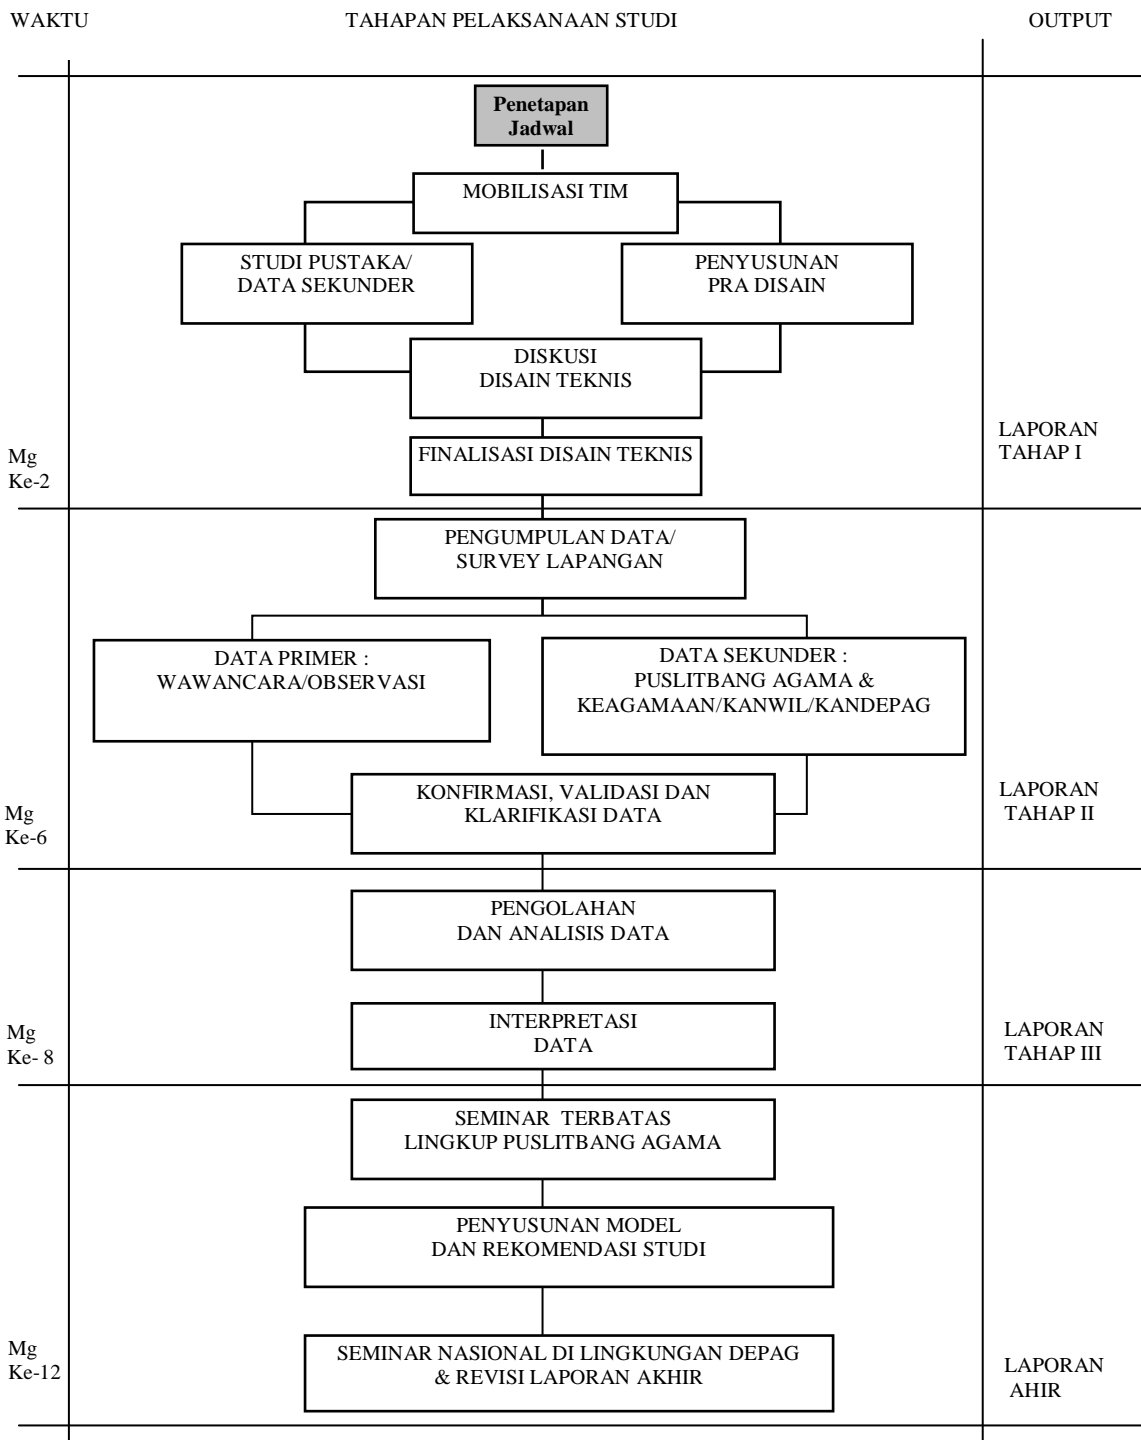 WAKTU
TAHAPAN PELAKSANAAN STUDI
OUTPUT
Penetapan
Jadwal
MOBILISASI TIM
STUDI PUSTAKA/
DATA SEKUNDER
PENYUSUNAN
PRA DISAIN
DISKUSI
DISAIN TEKNIS
FINALISASI DISAIN TEKNIS
Mg
Ke-2
LAPORAN
TAHAP I
PENGUMPULAN DATA/
SURVEY LAPANGAN
DATA PRIMER :
WAWANCARA/OBSERVASI
DATA SEKUNDER :
PUSLITBANG AGAMA &
KEAGAMAAN/KANWIL/KANDEPAG
KONFIRMASI, VALIDASI DAN
KLARIFIKASI DATA
Mg
Ke-6
LAPORAN
TAHAP II
PENGOLAHAN
DAN ANALISIS DATA
INTERPRETASI
DATA
Mg
Ke- 8
LAPORAN
TAHAP III
SEMINAR TERBATAS
LINGKUP PUSLITBANG AGAMA
PENYUSUNAN MODEL
DAN REKOMENDASI STUDI
SEMINAR NASIONAL DI LINGKUNGAN DEPAG
& REVISI LAPORAN AKHIR
Mg
Ke-12
LAPORAN
AHIR